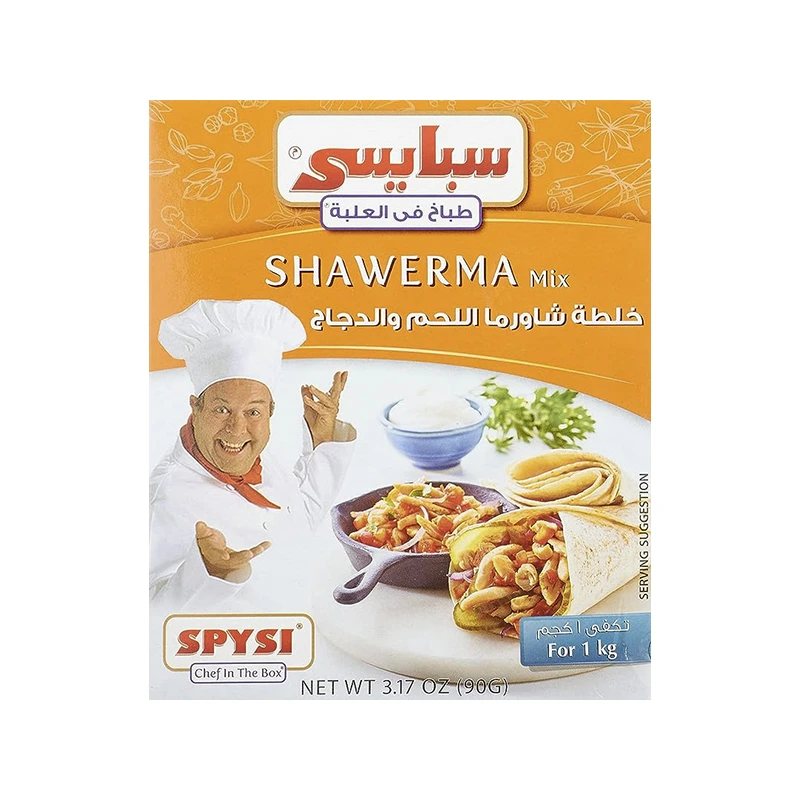 سبايسى
طباخ فى العلبة
SHAWERMA Mix
خلطة شاورما اللحم والدجاج
SERVING SUGGESTION
تكفى ١ كجم
For 1 kg
SPYSI®
Chef In The Box®
NET WT 3.17 OZ (90G)